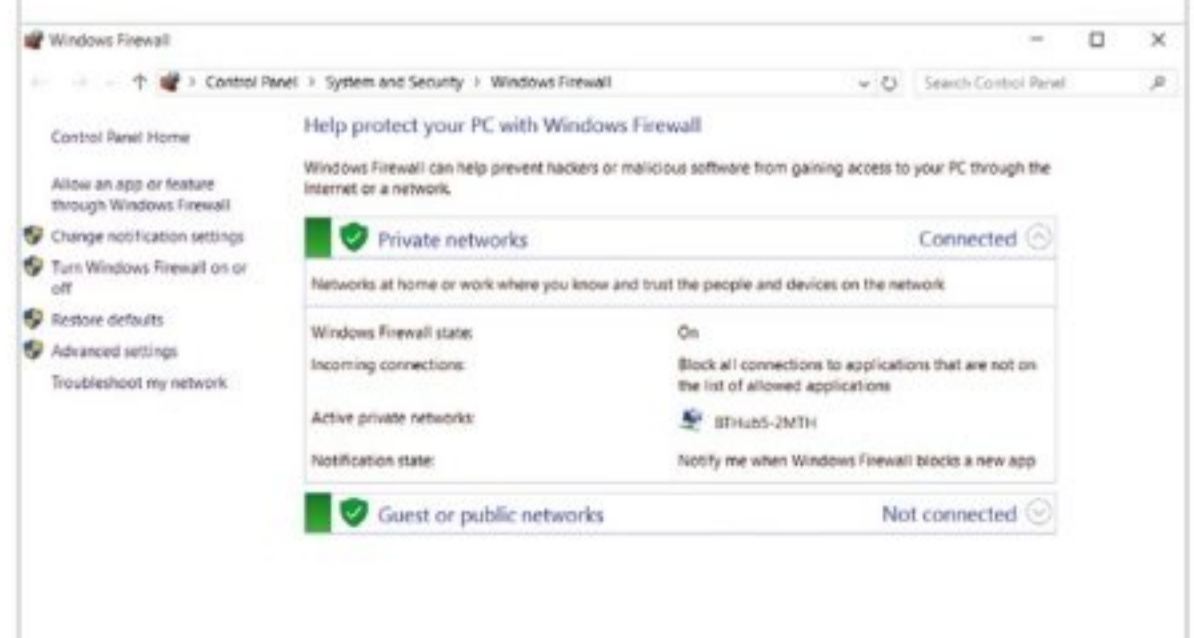 Windows Firewall
Control Panel > System and Security > Windows Firewall
Search Control Panel
Control Panel Home
Allow an app or feature
through Windows Firewall
Change notification settings
Turn Windows Firewall on or
off
Restore defaults
Advanced settings
Troubleshoot my network
Help protect your PC with Windows Firewall
Windows Firewall can help prevent hackers or malicious software from gaining access to your PC through the
Internet or a network.
Private networks Connected
Networks at home or work where you know and trust the people and devices on the network
Windows Firewall state: On
Incoming connections: Block all connections to applications that are not on
the list of allowed applications
Active private networks: BTHub5-2MTH
Notification state: Notify me when Windows Firewall blocks a new app
Guest or public networks Not connected